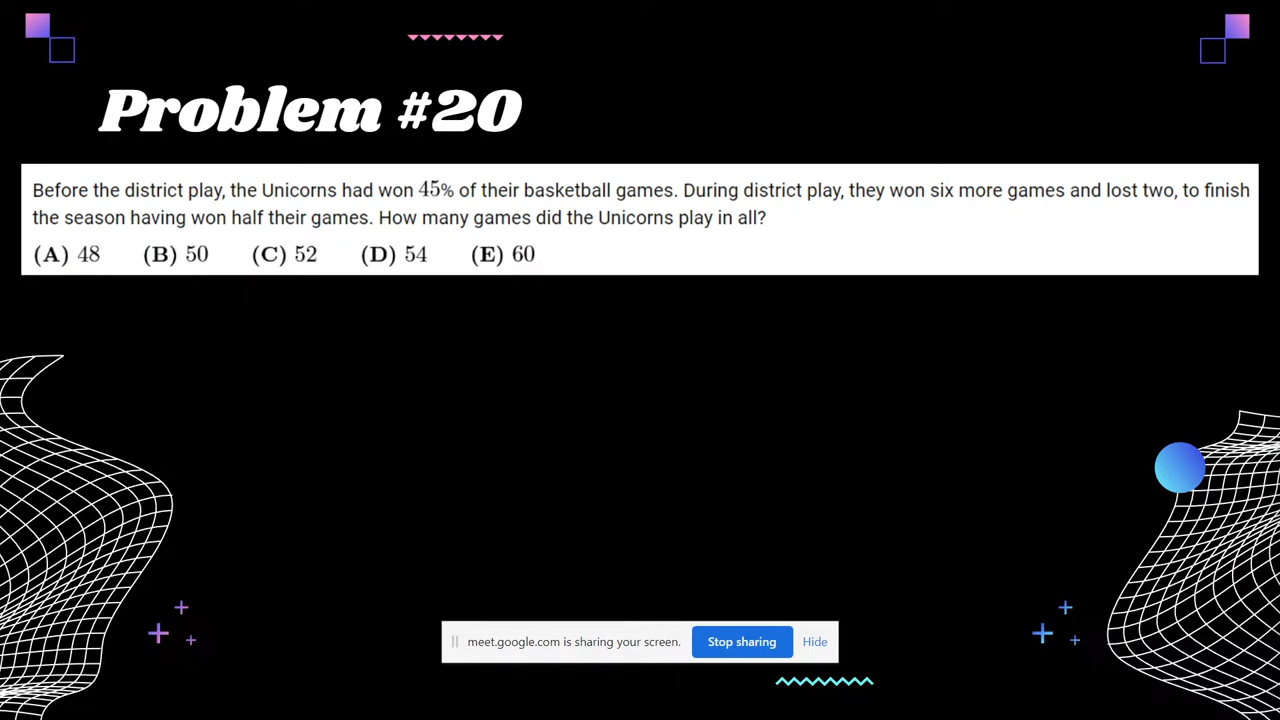 Problem #20
Before the district play, the Unicorns had won 45% of their basketball games. During district play, they won six more games and lost two, to finish
the season having won half their games. How many games did the Unicorns play in all?
(A) 48 (B) 50 (C) 52 (D) 54 (E) 60
meet.google.com is sharing your screen. Stop sharing Hide